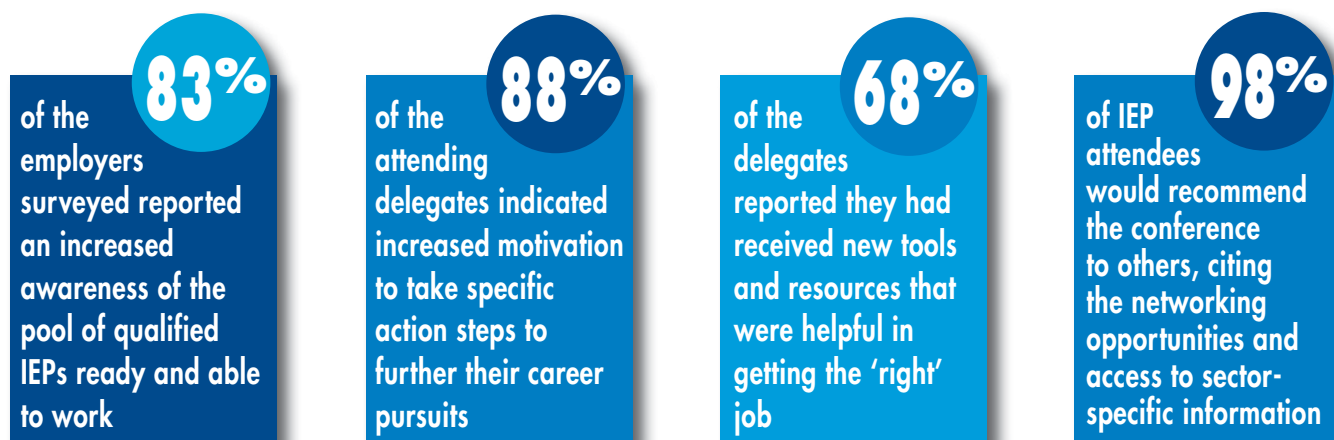 83%
of the
employers
surveyed reported
an increased
awareness of the
pool of qualified
IEPs ready and able
to work
88%
of the
attending
delegates indicated
increased motivation
to take specific
action steps to
further their career
pursuits
68%
of the
delegates
reported they had
received new tools
and resources that
were helpful in
getting the ‘right’
job
98%
of IEP
attendees
would recommend
the conference
to others, citing
the networking
opportunities and
access to sector-
specific information